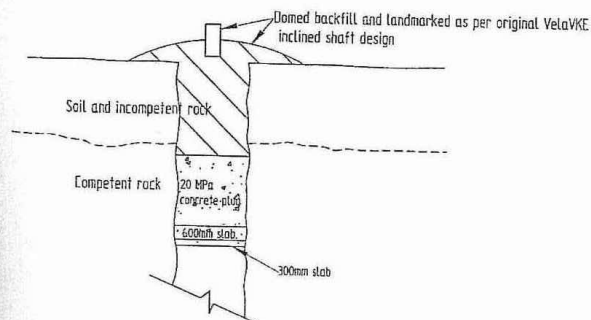 Domed backfill and landmarked as per original VelaVKE
inclined shaft design
Soil and incompetent rock
Competent rock
20 MPa
concrete plug
600mm slab
300mm slab